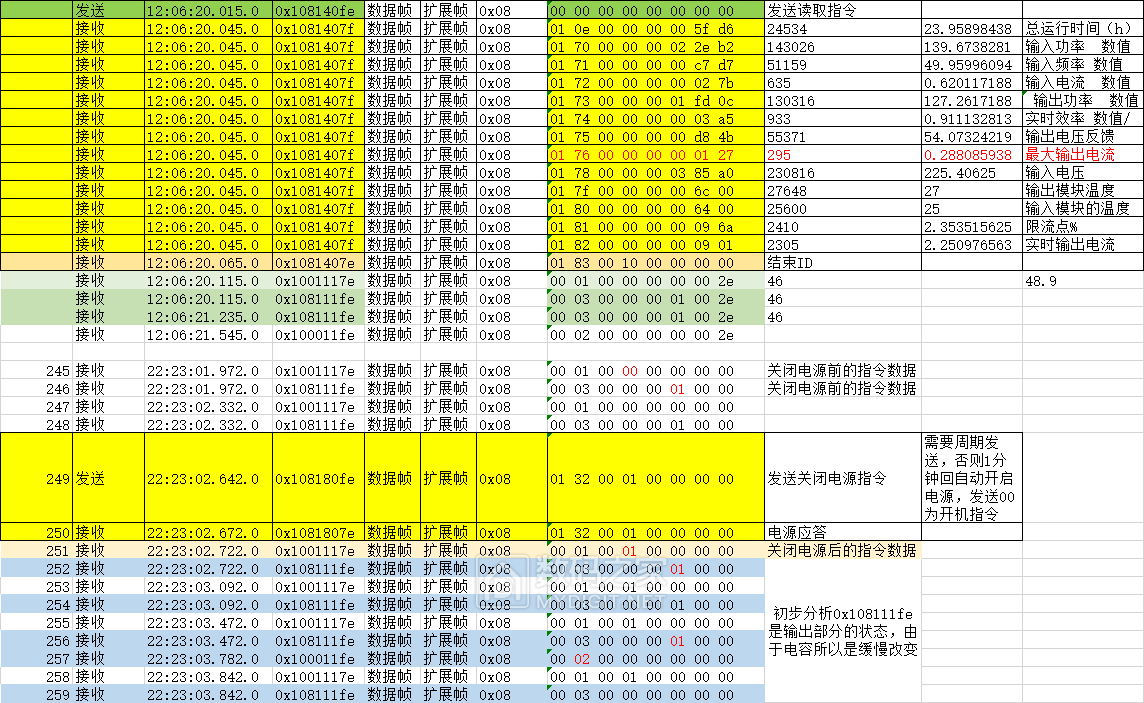 发送 12:06:20.015.0 0x108140fe 数据帧 扩展帧 0x08 00 00 00 00 00 00 00 00 发送读取指令
接收 12:06:20.045.0 0x1081407f 数据帧 扩展帧 0x08 01 0e 00 00 00 00 5f d6 24534 23.95898438 总运行时间（h）
接收 12:06:20.045.0 0x1081407f 数据帧 扩展帧 0x08 01 70 00 00 00 02 2e b2 143026 139.6738281 输入功率 数值
接收 12:06:20.045.0 0x1081407f 数据帧 扩展帧 0x08 01 71 00 00 00 00 c7 d7 51159 49.95996094 输入频率 数值
接收 12:06:20.045.0 0x1081407f 数据帧 扩展帧 0x08 01 72 00 00 00 00 02 7b 635 0.620117188 输入电流 数值
接收 12:06:20.045.0 0x1081407f 数据帧 扩展帧 0x08 01 73 00 00 00 01 fd 0c 130316 127.2617188 输出功率 数值
接收 12:06:20.045.0 0x1081407f 数据帧 扩展帧 0x08 01 74 00 00 00 00 03 a5 933 0.911132813 实时效率 数值/
接收 12:06:20.045.0 0x1081407f 数据帧 扩展帧 0x08 01 75 00 00 00 00 d8 4b 55371 54.07324219 输出电压反馈
接收 12:06:20.045.0 0x1081407f 数据帧 扩展帧 0x08 01 76 00 00 00 00 01 27 295 0.288085938 最大输出电流
接收 12:06:20.045.0 0x1081407f 数据帧 扩展帧 0x08 01 78 00 00 00 03 85 a0 230816 225.40625 输入电压
接收 12:06:20.045.0 0x1081407f 数据帧 扩展帧 0x08 01 7f 00 00 00 00 6c 00 27648 27 输出模块温度
接收 12:06:20.045.0 0x1081407f 数据帧 扩展帧 0x08 01 80 00 00 00 00 64 00 25600 25 输入模块的温度
接收 12:06:20.045.0 0x1081407f 数据帧 扩展帧 0x08 01 81 00 00 00 00 09 6a 2410 2.353515625 限流点%
接收 12:06:20.045.0 0x1081407f 数据帧 扩展帧 0x08 01 82 00 00 00 00 09 01 2305 2.250976563 实时输出电流
接收 12:06:20.065.0 0x1081407e 数据帧 扩展帧 0x08 01 83 00 10 00 00 00 00 结束ID
接收 12:06:20.115.0 0x1001117e 数据帧 扩展帧 0x08 00 01 00 00 00 00 00 2e 46 48.9
接收 12:06:20.115.0 0x108111fe 数据帧 扩展帧 0x08 00 03 00 00 00 01 00 2e 46
接收 12:06:21.235.0 0x108111fe 数据帧 扩展帧 0x08 00 03 00 00 00 01 00 2e 46
接收 12:06:21.545.0 0x100011fe 数据帧 扩展帧 0x08 00 02 00 00 00 00 00 2e
245 接收 22:23:01.972.0 0x1001117e 数据帧 扩展帧 0x08 00 01 00 00 00 00 00 00 关闭电源前的指令数据
246 接收 22:23:01.972.0 0x108111fe 数据帧 扩展帧 0x08 00 03 00 00 00 01 00 00 关闭电源前的指令数据
247 接收 22:23:02.332.0 0x1001117e 数据帧 扩展帧 0x08 00 01 00 00 00 00 00 00
248 接收 22:23:02.332.0 0x108111fe 数据帧 扩展帧 0x08 00 03 00 00 00 01 00 00
249 发送 22:23:02.642.0 0x108180fe 数据帧 扩展帧 0x08 01 32 00 01 00 00 00 00 发送关闭电源指令
需要周期发
送，否则1分
钟回自动开启
电源，发送00
为开机指令
250 接收 22:23:02.672.0 0x1081807e 数据帧 扩展帧 0x08 01 32 00 01 00 00 00 00 电源应答
251 接收 22:23:02.722.0 0x1001117e 数据帧 扩展帧 0x08 00 01 00 01 00 00 00 00 关闭电源后的指令数据
252 接收 22:23:02.722.0 0x108111fe 数据帧 扩展帧 0x08 00 03 00 00 00 01 00 00
253 接收 22:23:03.092.0 0x1001117e 数据帧 扩展帧 0x08 00 01 00 01 00 00 00 00
254 接收 22:23:03.092.0 0x108111fe 数据帧 扩展帧 0x08 00 03 00 00 00 01 00 00
255 接收 22:23:03.472.0 0x1001117e 数据帧 扩展帧 0x08 00 01 00 01 00 00 00 00
256 接收 22:23:03.472.0 0x108111fe 数据帧 扩展帧 0x08 00 03 00 00 00 01 00 00
257 接收 22:23:03.782.0 0x100011fe 数据帧 扩展帧 0x08 00 02 00 00 00 00 00 00
258 接收 22:23:03.842.0 0x1001117e 数据帧 扩展帧 0x08 00 01 00 01 00 00 00 00
259 接收 22:23:03.842.0 0x108111fe 数据帧 扩展帧 0x08 00 03 00 00 00 00 00 00
初步分析0x108111fe
是输出部分的状态，由
于电容所以是缓慢改变
数码之家
MYDIGIT.NET